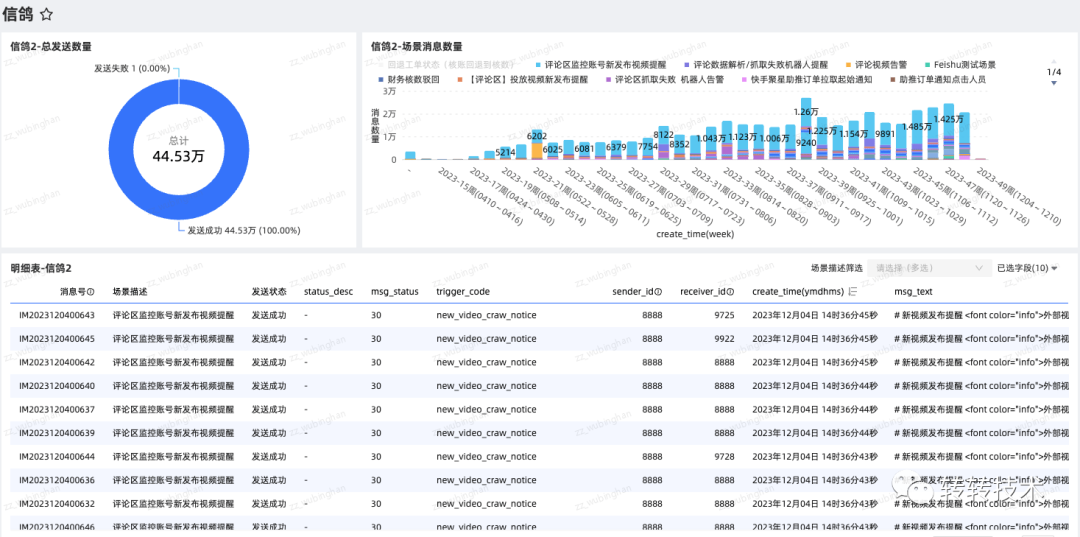 信鸽 ☆
信鸽2-总发送数量
发送失败 1 (0.00%)
总计
44.53万
发送成功 44.53万 (100.00%)
信鸽2-场景消息数量
回退工单状态（核账回退到核数） 评论区监控账号新发布视频提醒 评论数据解析/抓取失败机器人提醒 评论视频告警 Feishu测试场景
财务核数驳回 【评论区】投放视频新发布提醒 评论区抓取失败 机器人告警 快手聚星助推订单拉取起始通知 助推订单通知点击人员
1/4
消息数量
3万
2万
1万
0
5214 6202 6025 6081 6379 7754 8122 8352 1.043万 1.123万 1.006万 9240 1.26万 1.225万 1.154万 9891 1.485万 1.425万
-
2023-15周(0410-0416)
2023-17周(0424-0430)
2023-19周(0508-0514)
2023-21周(0522-0528)
2023-23周(0605-0611)
2023-25周(0619-0625)
2023-27周(0703-0709)
2023-29周(0717-0723)
2023-31周(0731-0806)
2023-33周(0814-0820)
2023-35周(0828-0903)
2023-37周(0911-0917)
2023-39周(0925-1001)
2023-41周(1009-1015)
2023-43周(1023-1029)
2023-45周(1106-1112)
2023-47周(1120-1126)
2023-49周(1204-1210)
create_time(week)
明细表-信鸽2
场景描述筛选 请选择（多选） 已选字段(10)
消息号 场景描述 发送状态 status_desc msg_status trigger_code sender_id receiver_id create_time(ymdhms) msg_text
IM2023120400643 评论区监控账号新发布视频提醒 发送成功 - 30 new_video_craw_notice 8888 9725 2023年12月04日 14时36分45秒 # 新视频发布提醒 <font color="info">外部视
IM2023120400645 评论区监控账号新发布视频提醒 发送成功 - 30 new_video_craw_notice 8888 9922 2023年12月04日 14时36分45秒 # 新视频发布提醒 <font color="info">外部视
IM2023120400642 评论区监控账号新发布视频提醒 发送成功 - 30 new_video_craw_notice 8888 8888 2023年12月04日 14时36分45秒 # 新视频发布提醒 <font color="info">外部视
IM2023120400640 评论区监控账号新发布视频提醒 发送成功 - 30 new_video_craw_notice 8888 8888 2023年12月04日 14时36分44秒 # 新视频发布提醒 <font color="info">外部视
IM2023120400637 评论区监控账号新发布视频提醒 发送成功 - 30 new_video_craw_notice 8888 8888 2023年12月04日 14时36分44秒 # 新视频发布提醒 <font color="info">外部视
IM2023120400639 评论区监控账号新发布视频提醒 发送成功 - 30 new_video_craw_notice 8888 8888 2023年12月04日 14时36分44秒 # 新视频发布提醒 <font color="info">外部视
IM2023120400644 评论区监控账号新发布视频提醒 发送成功 - 30 new_video_craw_notice 8888 9728 2023年12月04日 14时36分43秒 # 新视频发布提醒 <font color="info">外部视
IM2023120400636 评论区监控账号新发布视频提醒 发送成功 - 30 new_video_craw_notice 8888 8888 2023年12月04日 14时36分43秒 # 新视频发布提醒 <font color="info">外部视
IM2023120400632 评论区监控账号新发布视频提醒 发送成功 - 30 new_video_craw_notice 8888 8888 2023年12月04日 14时36分43秒 # 新视频发布提醒 <font color="info">外部视
IM2023120400646 评论区监控账号新发布视频提醒 发送成功 - 30 new_video_craw_notice 8888 8888 2023年12月04日 14时36分43秒 # 新视频发布提醒 <font color="info">外部视
转转技术
zz_wubinghan